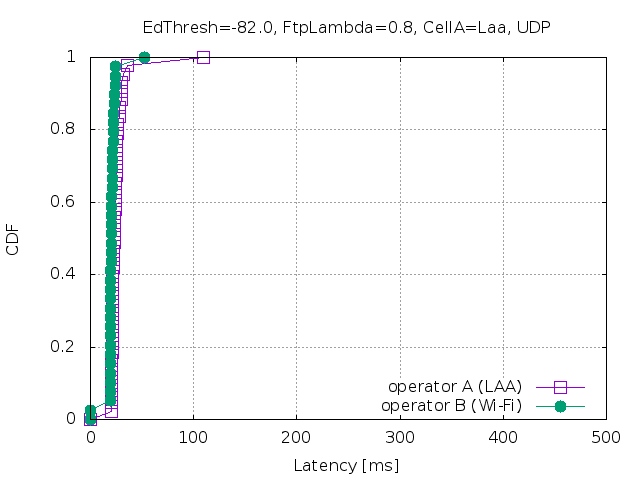 EdThresh=-82.0, FtpLambda=0.8, CellA=Laa, UDP
1
0.8
0.6
0.4
0.2
0
CDF
operator A (LAA)
operator B (Wi-Fi)
0 100 200 300 400 500
Latency [ms]